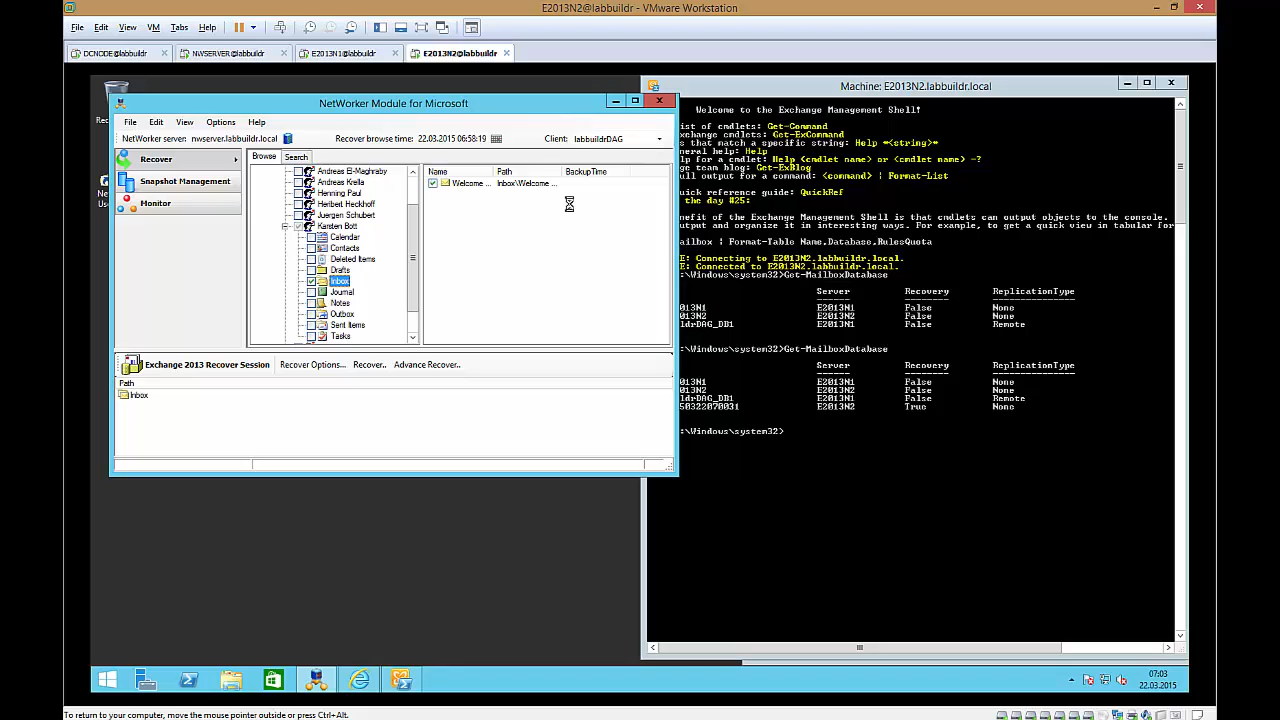 E2013N2@labbuildr - VMware Workstation
File Edit View VM Tabs Help
DCNODE@labbuildr NWSERVER@labbuildr E2013N1@labbuildr E2013N2@labbuildr
NetWorker Module for Microsoft
File Edit View Options Help
NetWorker server: nwserver.labbuildr.local Recover browse time: 22.03.2015 06:58:19 Client: labbuildrDAG
Recover
Snapshot Management
Monitor
Browse Search
Andreas El-Maghraby
Andreas Krella
Henning Paul
Heribert Heckhoff
Juergen Schubert
Karsten Bott
Calendar
Contacts
Deleted Items
Drafts
Inbox
Journal
Notes
Outbox
Sent Items
Tasks
Name Path BackupTime
Welcome ... Inbox\Welcome ...
Exchange 2013 Recover Session Recover Options... Recover.. Advance Recover..
Path
Inbox
Machine: E2013N2.labbuildr.local
Welcome to the Exchange Management Shell!
ist of cmdlets: Get-Command
xchange cmdlets: Get-ExCommand
s that match a specific string: Help *<string>*
neral help: Help
lp for a cmdlet: Help <cmdlet name> or <cmdlet name> -?
ge team blog: Get-ExBlog
ull output for a command: <command> | Format-List
uick reference guide: QuickRef
the day #25:
enefit of the Exchange Management Shell is that cmdlets can output objects to the console.
utput and organize it in interesting ways. For example, to get a quick view in tabular for
ailbox | Format-Table Name,Database,RulesQuota
E: Connecting to E2013N2.labbuildr.local.
E: Connected to E2013N2.labbuildr.local.
:\Windows\system32>Get-MailboxDatabase
Server Recovery ReplicationType
------ -------- ---------------
013N1 E2013N1 False None
013N2 E2013N2 False None
ldrDAG_DB1 E2013N1 False Remote
:\Windows\system32>Get-MailboxDatabase
Server Recovery ReplicationType
------ -------- ---------------
013N1 E2013N1 False None
013N2 E2013N2 False None
ldrDAG_DB1 E2013N1 False Remote
50322070031 E2013N2 True None
:\Windows\system32>
07:03
22.03.2015
To return to your computer, move the mouse pointer outside or press Ctrl+Alt.